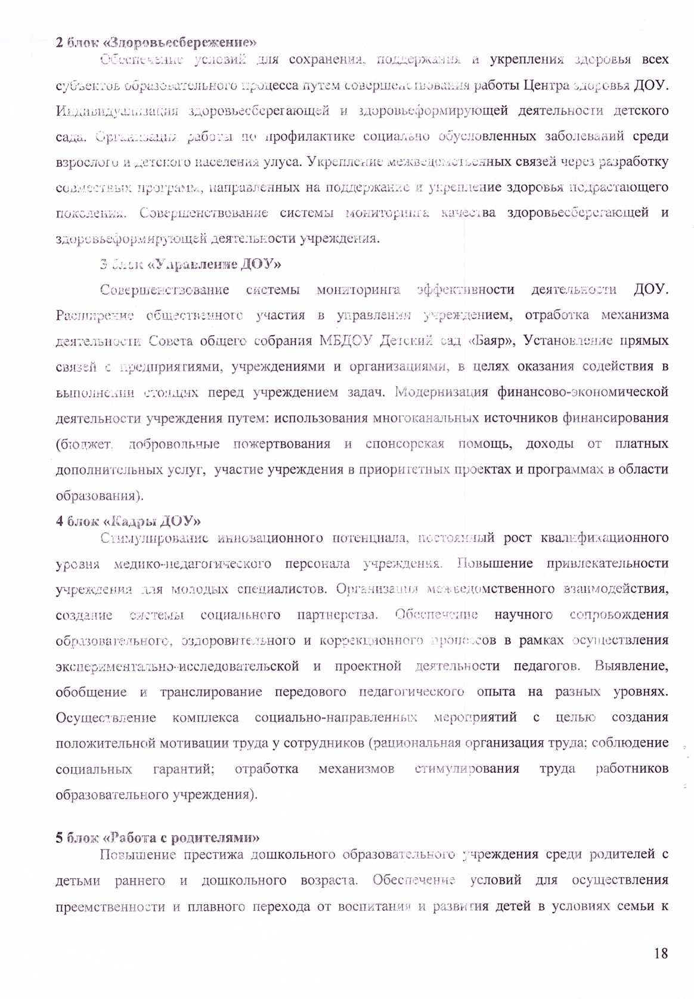 2 блок «Здоровьесбережение»
Обеспечение условий для сохранения, поддержания и укрепления здоровья всех
субъектов образовательного процесса путем совершенствования работы Центра здоровья ДОУ.
Индивидуализация здоровьесберегающей и здоровьеформирующей деятельности детского
сада. Организация работы по профилактике социально обусловленных заболеваний среди
взрослого и детского населения улуса. Укрепление межведомственных связей через разработку
совместных программ, направленных на поддержание и укрепление здоровья подрастающего
поколения. Совершенствование системы мониторинга качества здоровьесберегающей и
здоровьеформирующей деятельности учреждения.
3 блок «Управление ДОУ»
Совершенствование системы мониторинга эффективности деятельности ДОУ.
Расширение общественного участия в управлении учреждением, отработка механизма
деятельности Совета общего собрания МБДОУ Детский сад «Баяр», Установление прямых
связей с предприятиями, учреждениями и организациями, в целях оказания содействия в
выполнении стоящих перед учреждением задач. Модернизация финансово-экономической
деятельности учреждения путем: использования многоканальных источников финансирования
(бюджет, добровольные пожертвования и спонсорская помощь, доходы от платных
дополнительных услуг, участие учреждения в приоритетных проектах и программах в области
образования).
4 блок «Кадры ДОУ»
Стимулирование инновационного потенциала, постоянный рост квалификационного
уровня медико-педагогического персонала учреждения. Повышение привлекательности
учреждения для молодых специалистов. Организация межведомственного взаимодействия,
создание системы социального партнерства. Обеспечение научного сопровождения
образовательного, оздоровительного и коррекционного процессов в рамках осуществления
экспериментально-исследовательской и проектной деятельности педагогов. Выявление,
обобщение и транслирование передового педагогического опыта на разных уровнях.
Осуществление комплекса социально-направленных мероприятий с целью создания
положительной мотивации труда у сотрудников (рациональная организация труда; соблюдение
социальных гарантий; отработка механизмов стимулирования труда работников
образовательного учреждения).
5 блок «Работа с родителями»
Повышение престижа дошкольного образовательного учреждения среди родителей с
детьми раннего и дошкольного возраста. Обеспечение условий для осуществления
преемственности и плавного перехода от воспитания и развития детей в условиях семьи к
18